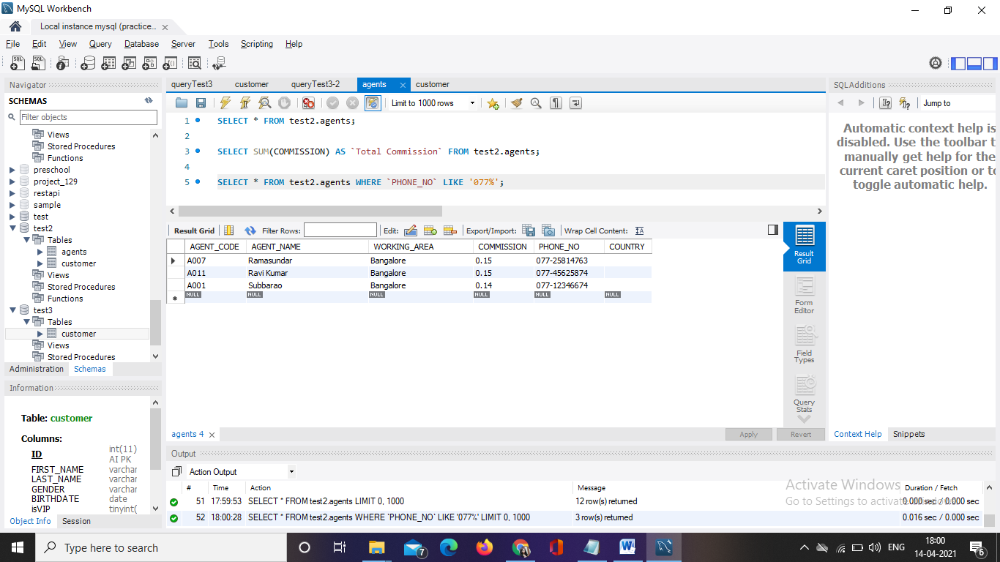 MySQL Workbench
Local instance mysql (practice... ×
File Edit View Query Database Server Tools Scripting Help
Navigator
SCHEMAS
Filter objects
Views
Stored Procedures
Functions
preschool
project_129
restapi
sample
test
test2
Tables
agents
customer
Views
Stored Procedures
Functions
test3
Tables
customer
Views
Stored Procedures
Administration Schemas
Information
Table: customer
Columns:
ID int(11) AI PK
FIRST_NAME varchar
LAST_NAME varchar
GENDER varchar
BIRTHDATE date
isVIP tinyint(
Object Info Session
queryTest3 customer queryTest3-2 agents × customer
Limit to 1000 rows
1 SELECT * FROM test2.agents;
2
3 SELECT SUM(COMMISSION) AS `Total Commission` FROM test2.agents;
4
5 SELECT * FROM test2.agents WHERE `PHONE_NO` LIKE '077%';
Result Grid Filter Rows: Edit: Export/Import: Wrap Cell Content:
AGENT_CODE AGENT_NAME WORKING_AREA COMMISSION PHONE_NO COUNTRY
A007 Ramasundar Bangalore 0.15 077-25814763
A011 Ravi Kumar Bangalore 0.15 077-45625874
A001 Subbarao Bangalore 0.14 077-12346674
NULL NULL NULL NULL NULL NULL
Result Grid
Form Editor
Field Types
Query Stats
agents 4 × Apply Revert
Output
Action Output
# Time Action Message Duration / Fetch
51 17:59:53 SELECT * FROM test2.agents LIMIT 0, 1000 12 row(s) returned 0.000 sec / 0.000 sec
52 18:00:28 SELECT * FROM test2.agents WHERE `PHONE_NO` LIKE '077%' LIMIT 0, 1000 3 row(s) returned 0.016 sec / 0.000 sec
SQLAdditions
Jump to
Automatic context help is
disabled. Use the toolbar t
manually get help for the
current caret position or to
toggle automatic help.
Context Help Snippets
Activate Windows
Go to Settings to activate Windows.
Type here to search
7
ENG
18:00
14-04-2021
6